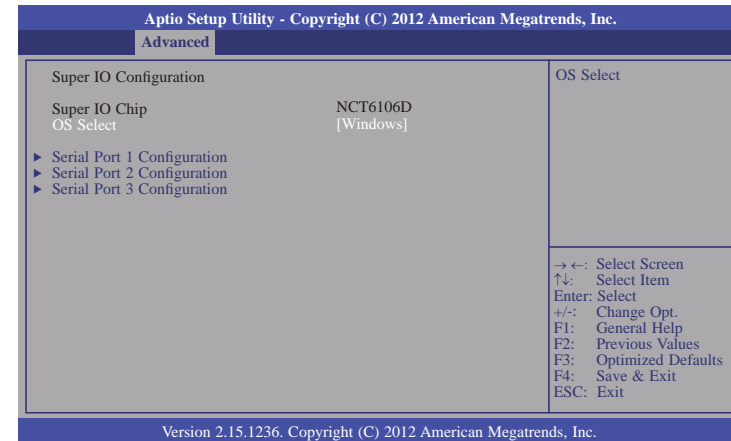 Aptio Setup Utility - Copyright (C) 2012 American Megatrends, Inc.
Advanced
Super IO Configuration
Super IO Chip NCT6106D
OS Select [Windows]
► Serial Port 1 Configuration
► Serial Port 2 Configuration
► Serial Port 3 Configuration
OS Select
→←: Select Screen
↑↓: Select Item
Enter: Select
+/-: Change Opt.
F1: General Help
F2: Previous Values
F3: Optimized Defaults
F4: Save & Exit
ESC: Exit
Version 2.15.1236. Copyright (C) 2012 American Megatrends, Inc.